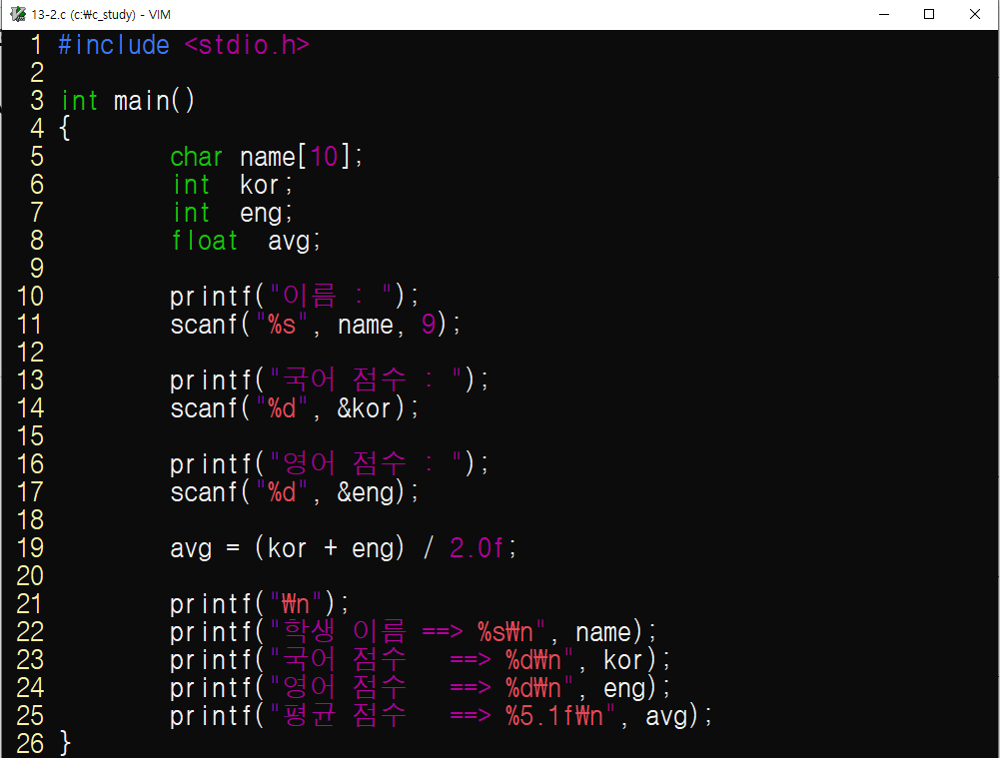 13-2.c (c:₩c_study) - VIM
1 #include <stdio.h>
2
3 int main()
4 {
5         char name[10];
6         int  kor;
7         int  eng;
8         float  avg;
9
10         printf("이름 : ");
11         scanf("%s", name, 9);
12
13         printf("국어 점수 : ");
14         scanf("%d", &kor);
15
16         printf("영어 점수 : ");
17         scanf("%d", &eng);
18
19         avg = (kor + eng) / 2.0f;
20
21         printf("₩n");
22         printf("학생 이름 ==> %s₩n", name);
23         printf("국어 점수   ==> %d₩n", kor);
24         printf("영어 점수   ==> %d₩n", eng);
25         printf("평균 점수   ==> %5.1f₩n", avg);
26 }